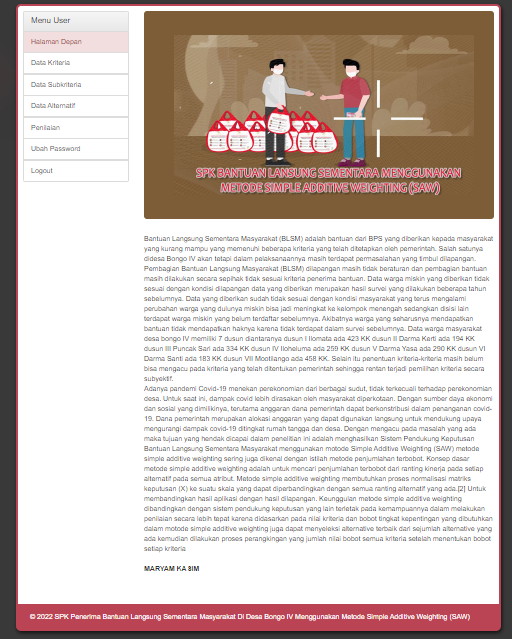 Menu User
Halaman Depan
Data Kriteria
Data Subkriteria
Data Alternatif
Penilaian
Ubah Password
Logout
SPK BANTUAN LANSUNG SEMENTARA MENGGUNAKAN
METODE SIMPLE ADDITIVE WEIGHTING (SAW)
Bantuan Langsung Sementara Masyarakat (BLSM) adalah bantuan dari BPS yang diberikan kepada masyarakat
yang kurang mampu yang memenuhi beberapa kriteria yang telah ditetapkan oleh pemerintah. Salah satunya
didesa Bongo IV akan tetapi dalam pelaksanaannya masih terdapat permasalahan yang timbul dilapangan.
Pembagian Bantuan Langsung Masyarakat (BLSM) dilapangan masih tidak beraturan dan pembagian bantuan
masih dilakukan secara sepihak tidak sesuai kriteria penerima bantuan. Data warga miskin yang diberikan tidak
sesuai dengan kondisi dilapangan data yang diberikan merupakan hasil survei yang dilakukan beberapa tahun
sebelumnya. Data yang diberikan sudah tidak sesuai dengan kondisi masyarakat yang terus mengalami
perubahan warga yang dulunya miskin bisa jadi meningkat ke kelompok menengah sedangkan disisi lain
terdapat warga miskin yang belum terdaftar sebelumnya. Akibatnya warga yang seharusnya mendapatkan
bantuan tidak mendapatkan haknya karena tidak terdapat dalam survei sebelumnya. Data warga masyarakat
desa bongo IV memiliki 7 dusun diantaranya dusun I Ilomata ada 423 KK dusun II Darma Karti ada 194 KK
dusun III Puncak Sari ada 334 KK dusun IV Iloheluma ada 259 KK dusun V Darma Yasa ada 290 KK dusun VI
Darma Santi ada 183 KK dusun VII Mootilango ada 458 KK. Selain itu penentuan kriteria-kriteria masih belum
bisa mengacu pada kriteria yang telah ditentukan pemerintah sehingga rentan terjadi pemilihan kriteria secara
subyektif.
Adanya pandemi Covid-19 menekan perekonomian dari berbagai sudut, tidak terkecuali terhadap perekonomian
desa. Untuk saat ini, dampak covid lebih dirasakan oleh masyarakat diperkotaan. Dengan sumber daya ekonomi
dan sosial yang dimilikinya, terutama anggaran dana pemerintah dapat berkonstribusi dalam penanganan covid-
19. Dana pemerintah merupakan alokasi anggaran yang dapat digunakan langsung untuk mendukung upaya
mengurangi dampak covid-19 ditingkat rumah tangga dan desa. Dengan mengacu pada masalah yang ada
maka tujuan yang hendak dicapai dalam penelitian ini adalah menghasilkan Sistem Pendukung Keputusan
Bantuan Langsung Sementara Masyarakat menggunakan motode Simple Additive Weighting (SAW) metode
simple additive weighting sering juga dikenal dengan istilah metode penjumlahan terbobot. Konsep dasar
metode simple additive weighting adalah untuk mencari penjumlahan terbobot dari ranting kinerja pada setiap
alternatif pada semua atribut. Metode simple additive weighting membutuhkan proses normalisasi matriks
keputusan (X) ke suatu skala yang dapat diperbandingkan dengan semua ranting alternatif yang ada.[2] Untuk
membandingkan hasil aplikasi dengan hasil dilapangan. Keunggulan metode simple additive weighting
dibandingkan dengan sistem pendukung keputusan yang lain terletak pada kemampuannya dalam melakukan
penilaian secara lebih tepat karena didasarkan pada nilai kriteria dan bobot tingkat kepentingan yang dibutuhkan
dalam motode simple additive weighting juga dapat menyeleksi alternative terbaik dari sejumlah alternative yang
ada kemudian dilakukan proses perangkingan yang jumlah nilai bobot semua kriteria setelah menentukan bobot
setiap kriteria
MARYAM KASIM
© 2022 SPK Penerima Bantuan Langsung Sementara Masyarakat Di Desa Bongo IV Menggunakan Metode Simple Additive Weighting (SAW)